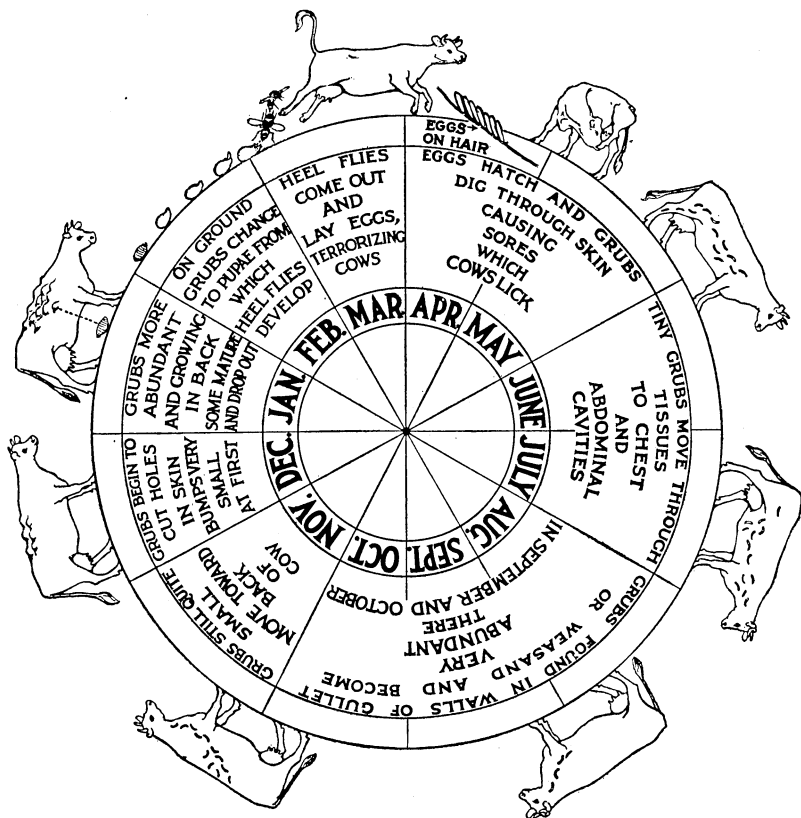 EGGS
ON HAIR
EGGS HATCH AND GRUBS
DIG THROUGH SKIN
CAUSING
SORES
WHICH
COWS LICK
TINY GRUBS MOVE THROUGH
TISSUES
TO CHEST
AND
ABDOMINAL
CAVITIES
GRUBS FOUND IN WALLS OF GULLET
OR WEASAND AND BECOME
VERY
ABUNDANT
THERE
IN SEPTEMBER AND OCTOBER
GRUBS STILL QUITE
SMALL
MOVE TOWARD
BACK
OF
COW
GRUBS BEGIN TO
CUT HOLES
IN SKIN
BUMPS VERY
SMALL
AT FIRST
GRUBS MORE
ABUNDANT
AND GROWING
IN BACK
SOME MATURE
AND DROP OUT
ON GROUND
GRUBS CHANGE
TO PUPAE FROM
WHICH
HEEL FLIES
DEVELOP
HEEL FLIES
COME OUT
AND
LAY EGGS,
TERRORIZING
COWS
JAN.
FEB.
MAR.
APR.
MAY
JUNE
JULY
AUG.
SEPT.
OCT.
NOV.
DEC.